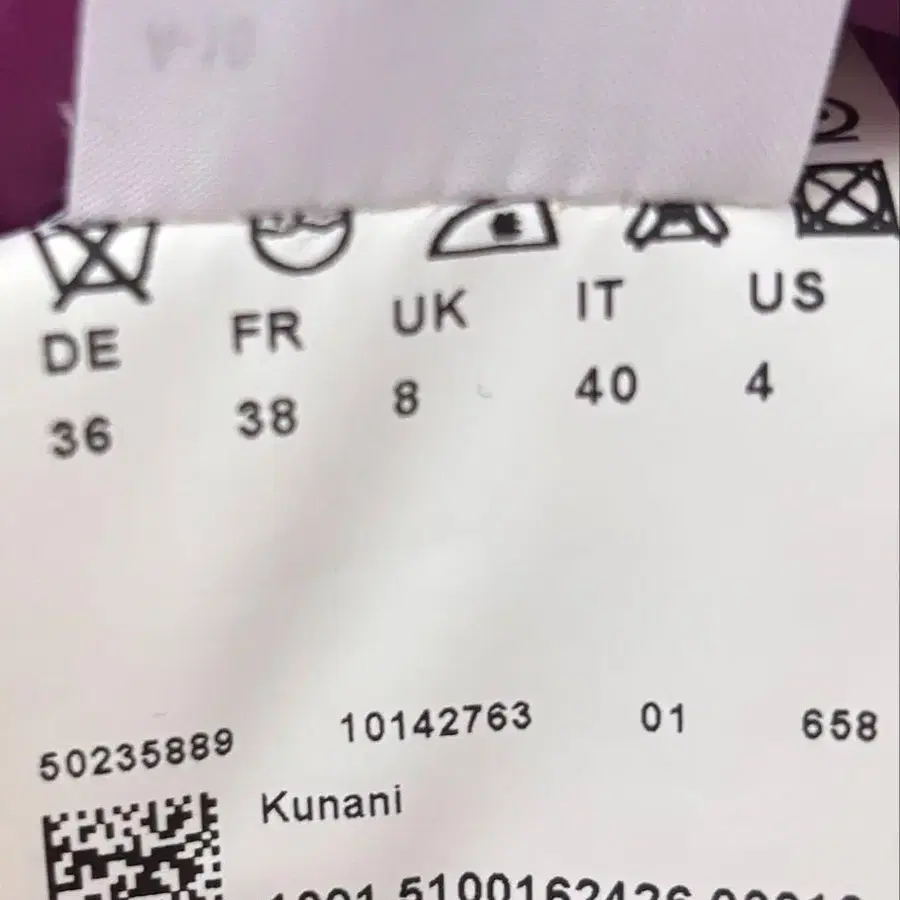 DE FR UK IT US
36 38 8 40 4
50235889 10142763 01 658
Kunani